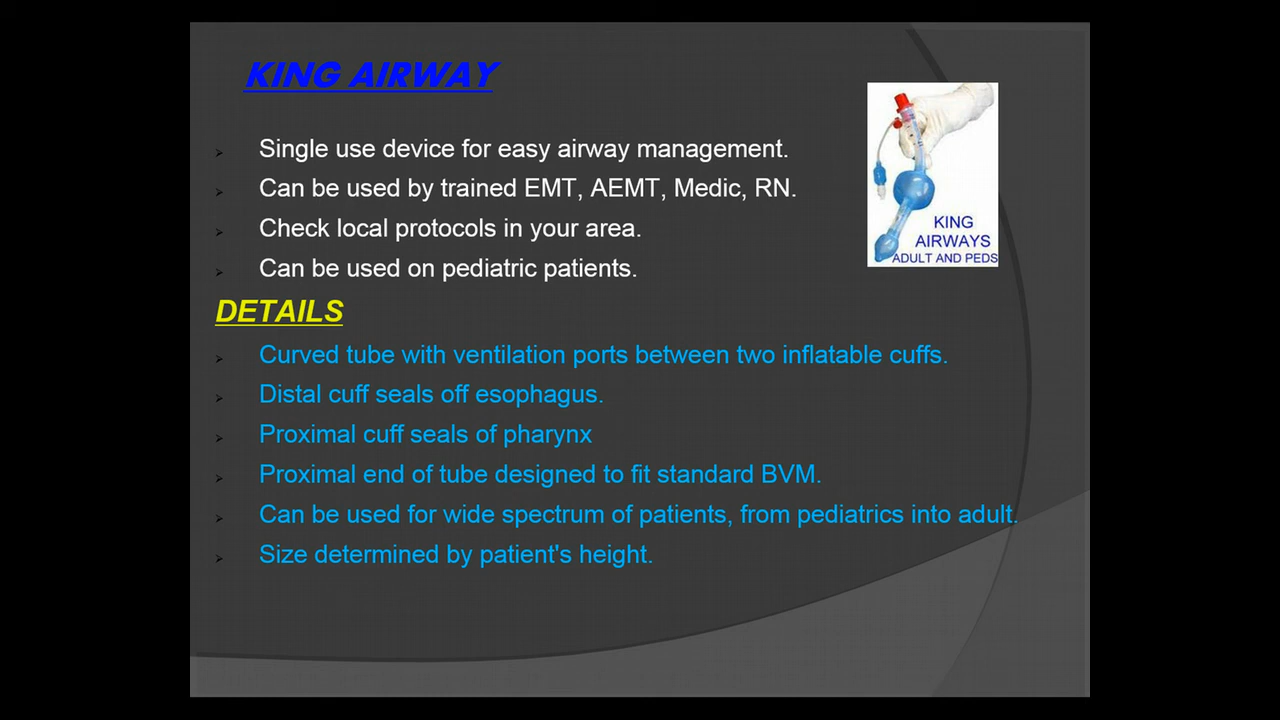 KING AIRWAY
Single use device for easy airway management.
Can be used by trained EMT, AEMT, Medic, RN.
Check local protocols in your area.
Can be used on pediatric patients.
KING
AIRWAYS
ADULT AND PEDS
DETAILS
Curved tube with ventilation ports between two inflatable cuffs.
Distal cuff seals off esophagus.
Proximal cuff seals of pharynx
Proximal end of tube designed to fit standard BVM.
Can be used for wide spectrum of patients, from pediatrics into adult.
Size determined by patient's height.